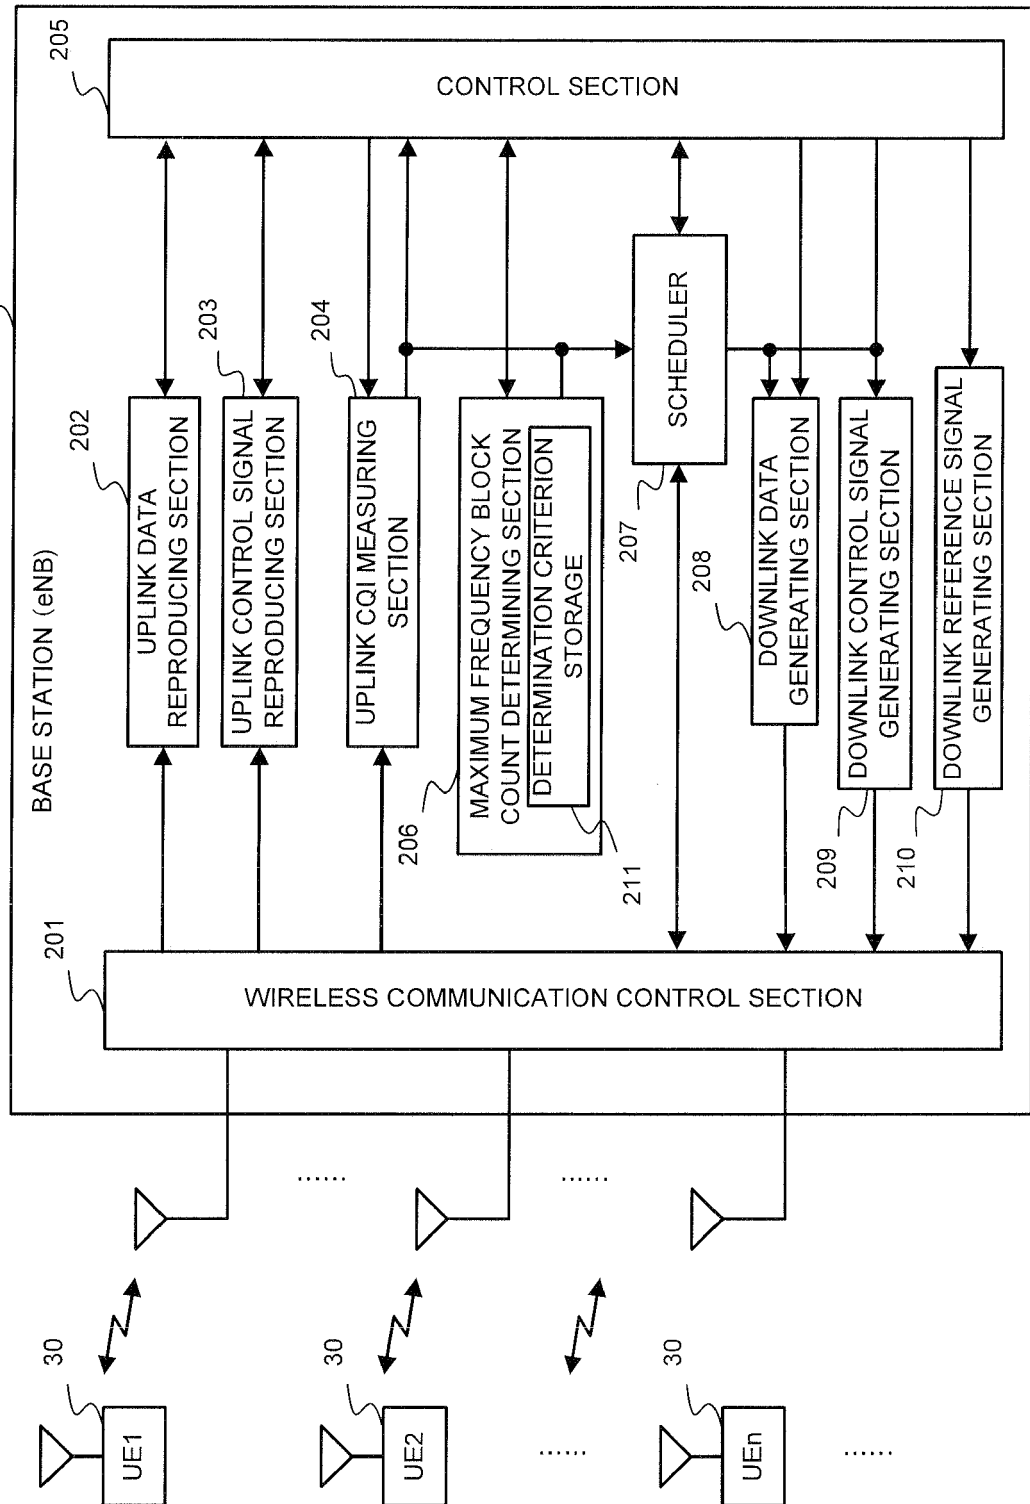 BASE STATION (eNB)
205
CONTROL SECTION
202
UPLINK DATA
REPRODUCING SECTION
203
UPLINK CONTROL SIGNAL
REPRODUCING SECTION
204
UPLINK CQI MEASURING
SECTION
206
MAXIMUM FREQUENCY BLOCK
COUNT DETERMINING SECTION
DETERMINATION CRITERION
STORAGE
211
SCHEDULER
207
208
DOWNLINK DATA
GENERATING SECTION
209
DOWNLINK CONTROL SIGNAL
GENERATING SECTION
210
DOWNLINK REFERENCE SIGNAL
GENERATING SECTION
201
WIRELESS COMMUNICATION CONTROL SECTION
......
......
30
UE1
30
UE2
......
30
UEn
......